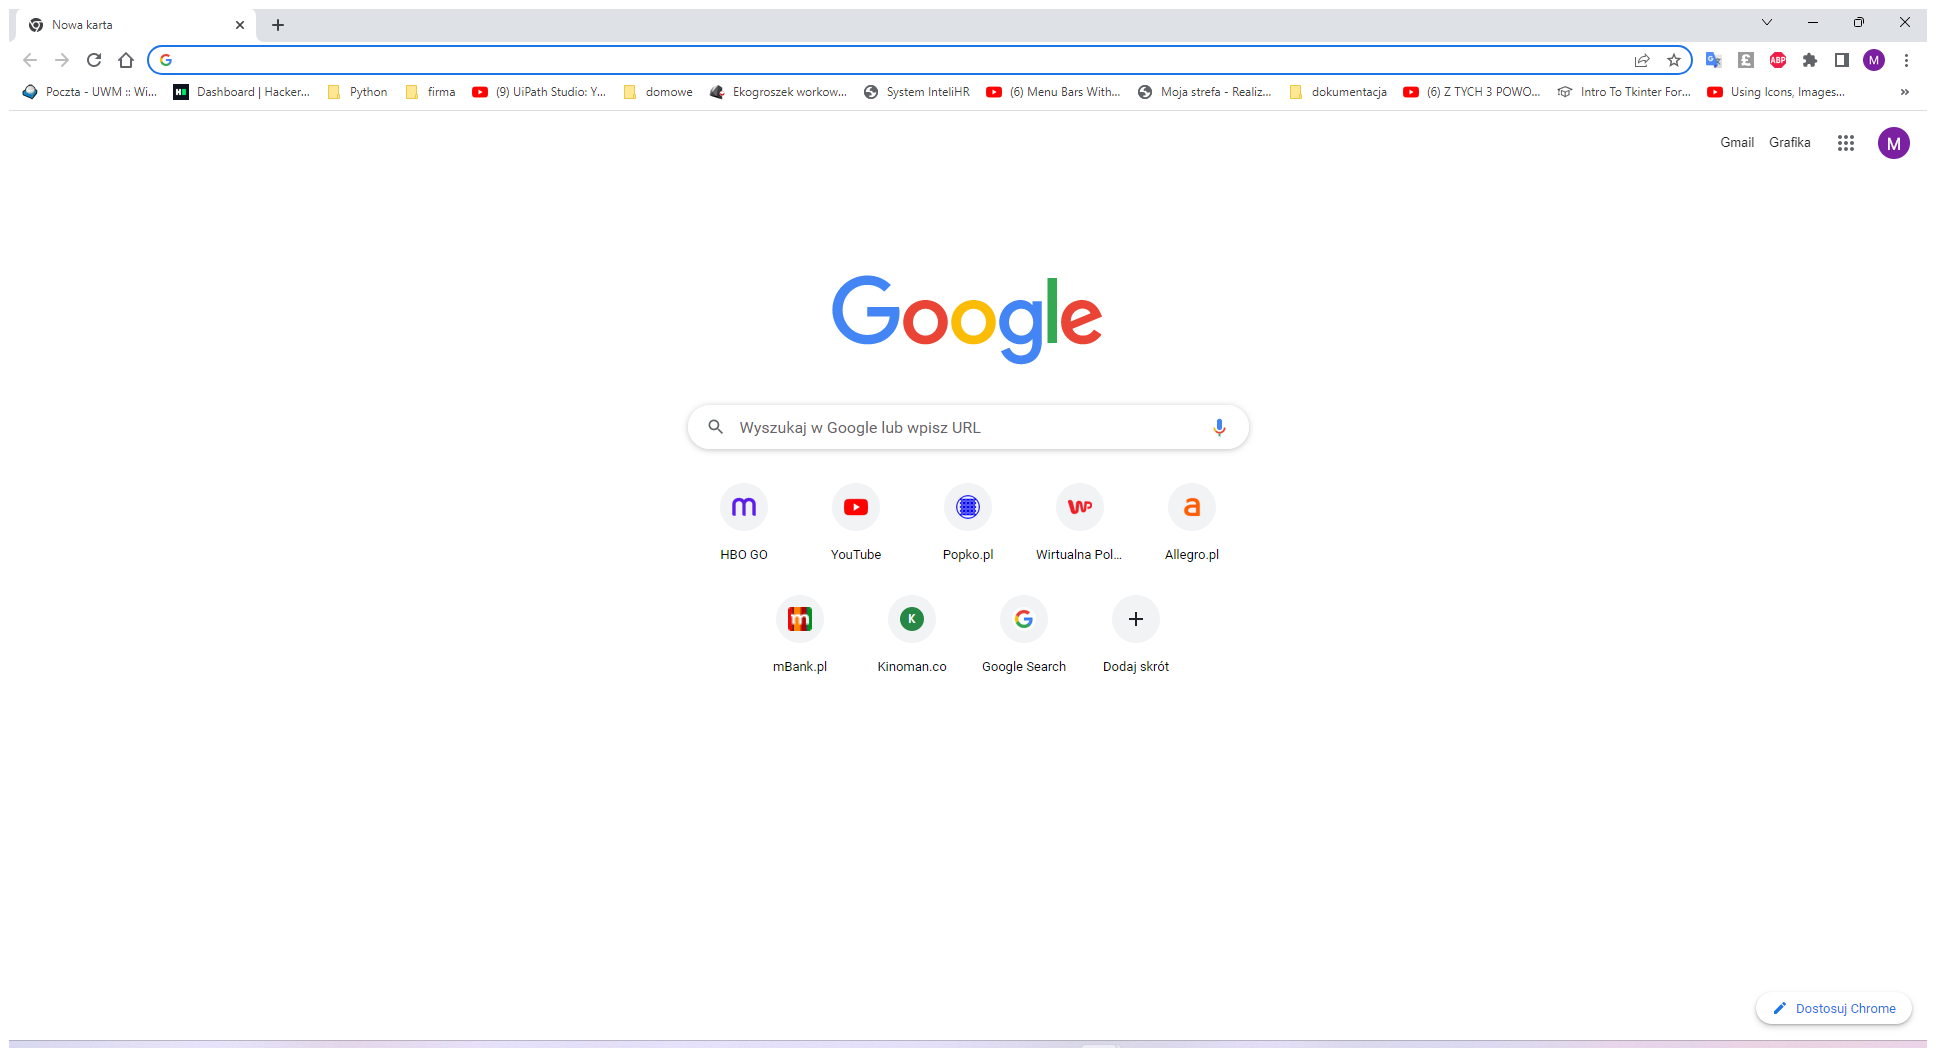 Nowa karta
Poczta - UWM :: Wi... Dashboard | Hacker... Python firma (9) UiPath Studio: Y... domowe Ekogroszek workow... System InteliHR (6) Menu Bars With... Moja strefa - Realiz... dokumentacja (6) Z TYCH 3 POWO... Intro To Tkinter For... Using Icons, Images... »
ABP M
Gmail Grafika M
Google
Wyszukaj w Google lub wpisz URL
HBO GO YouTube Popko.pl Wirtualna Pol... Allegro.pl
K
mBank.pl Kinoman.co Google Search Dodaj skrót
Dostosuj Chrome